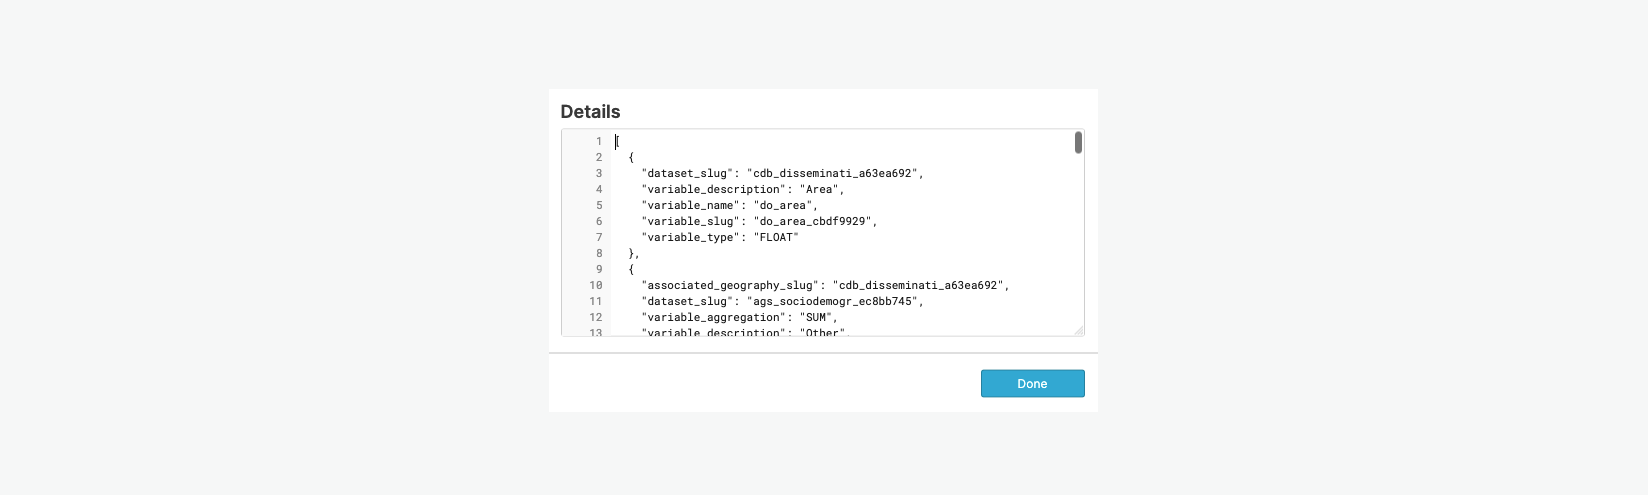 Details
1 [
2 {
3 "dataset_slug": "cdb_disseminati_a63ea692",
4 "variable_description": "Area",
5 "variable_name": "do_area",
6 "variable_slug": "do_area_cbdf9929",
7 "variable_type": "FLOAT"
8 },
9 {
10 "associated_geography_slug": "cdb_disseminati_a63ea692",
11 "dataset_slug": "ags_sociodemogr_ec8bb745",
12 "variable_aggregation": "SUM",
13 "variable_description": "Other",
Done